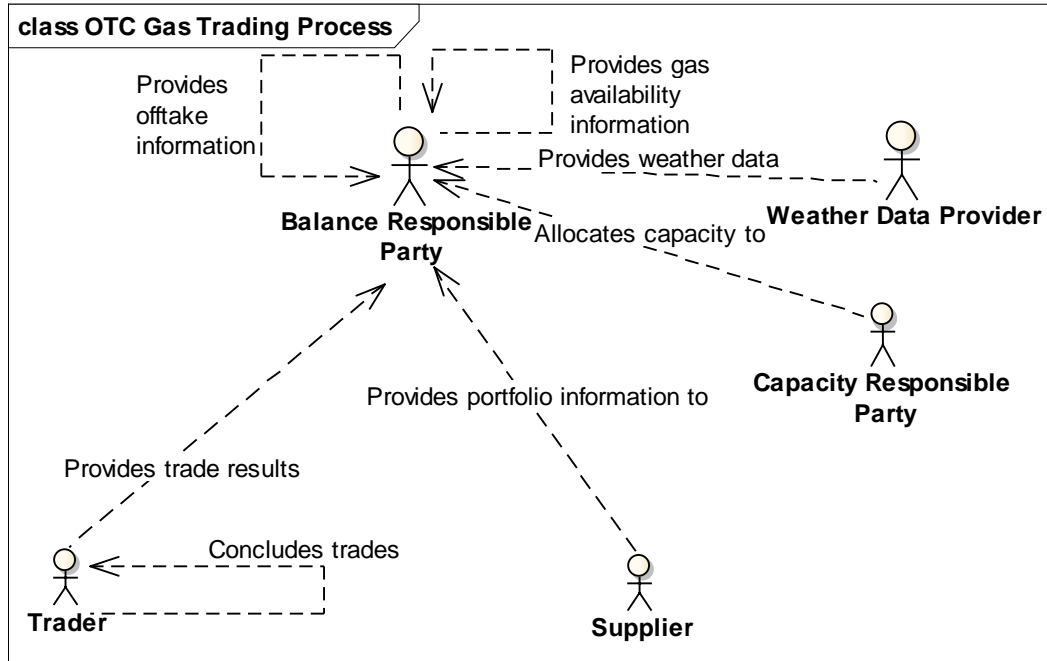 class OTC Gas Trading Process
Provides
offtake
information
Provides gas
availability
information
Provides weather data
Weather Data Provider
Balance Responsible
Party
Allocates capacity to
Capacity Responsible
Party
Provides portfolio information to
Provides trade results
Concludes trades
Trader
Supplier